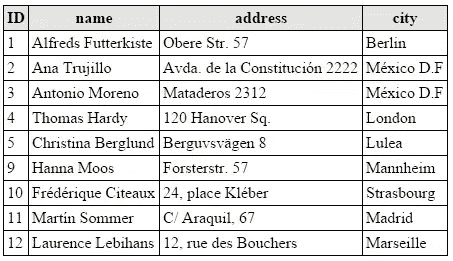 ID name address city
1 Alfreds Futterkiste Obere Str. 57 Berlin
2 Ana Trujillo Avda. de la Constitución 2222 México D.F
3 Antonio Moreno Mataderos 2312 México D.F
4 Thomas Hardy 120 Hanover Sq. London
5 Christina Berglund Berguvsvägen 8 Lulea
9 Hanna Moos Forsterstr. 57 Mannheim
10 Frédérique Citeaux 24, place Kléber Strasbourg
11 Martín Sommer C/ Araquil, 67 Madrid
12 Laurence Lebihans 12, rue des Bouchers Marseille